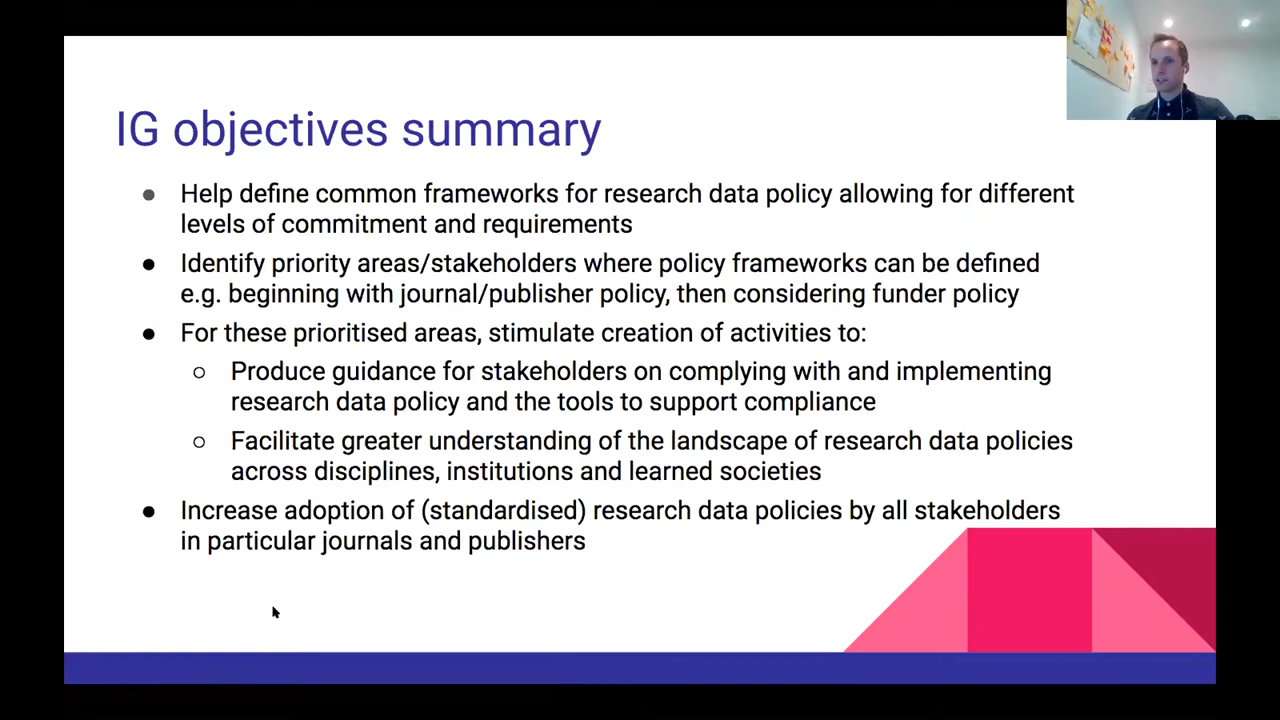 IG objectives summary
● Help define common frameworks for research data policy allowing for different
levels of commitment and requirements
● Identify priority areas/stakeholders where policy frameworks can be defined
e.g. beginning with journal/publisher policy, then considering funder policy
● For these prioritised areas, stimulate creation of activities to:
○ Produce guidance for stakeholders on complying with and implementing
research data policy and the tools to support compliance
○ Facilitate greater understanding of the landscape of research data policies
across disciplines, institutions and learned societies
● Increase adoption of (standardised) research data policies by all stakeholders
in particular journals and publishers